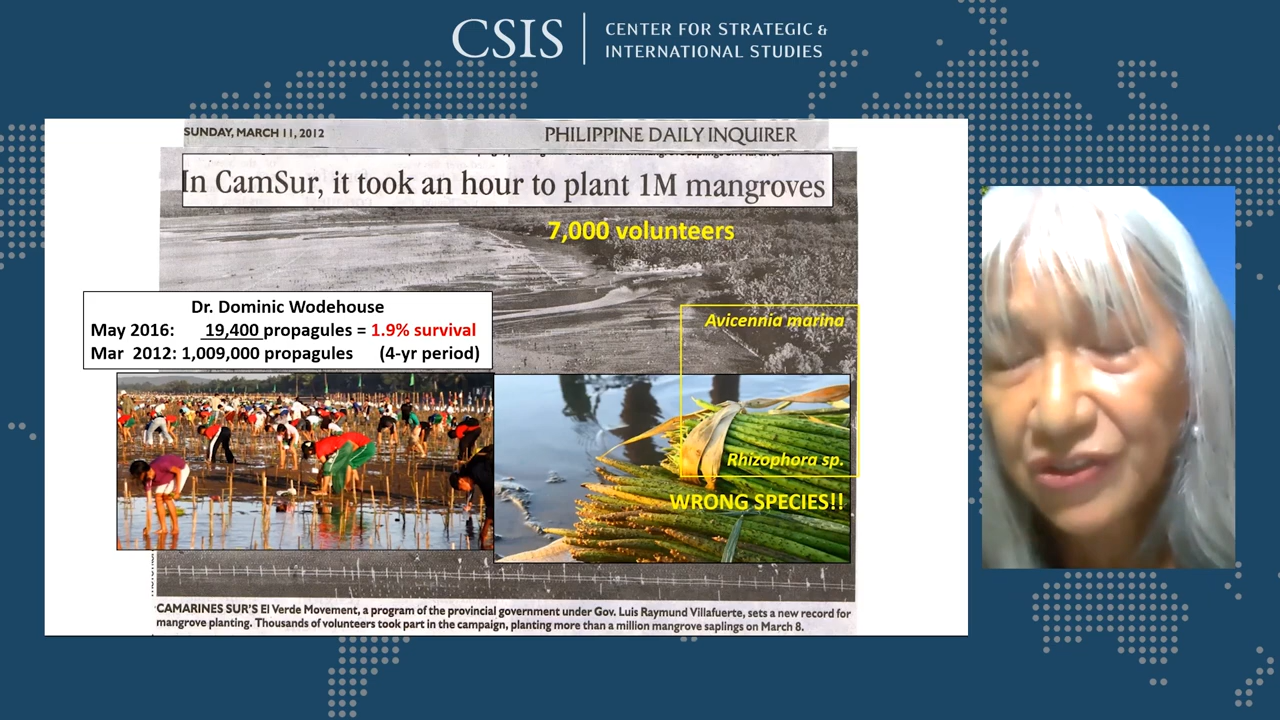 CSIS
CENTER FOR STRATEGIC &
INTERNATIONAL STUDIES
SUNDAY, MARCH 11, 2012
PHILIPPINE DAILY INQUIRER
In CamSur, it took an hour to plant 1M mangroves
7,000 volunteers
Dr. Dominic Wodehouse
May 2016: 19,400 propagules = 1.9% survival
Mar 2012: 1,009,000 propagules (4-yr period)
Avicennia marina
Rhizophora sp.
WRONG SPECIES!!
CAMARINES SUR'S El Verde Movement, a program of the provincial government under Gov. Luis Raymund Villafuerte, sets a new record for
mangrove planting. Thousands of volunteers took part in the campaign, planting more than a million mangrove saplings on March 8.